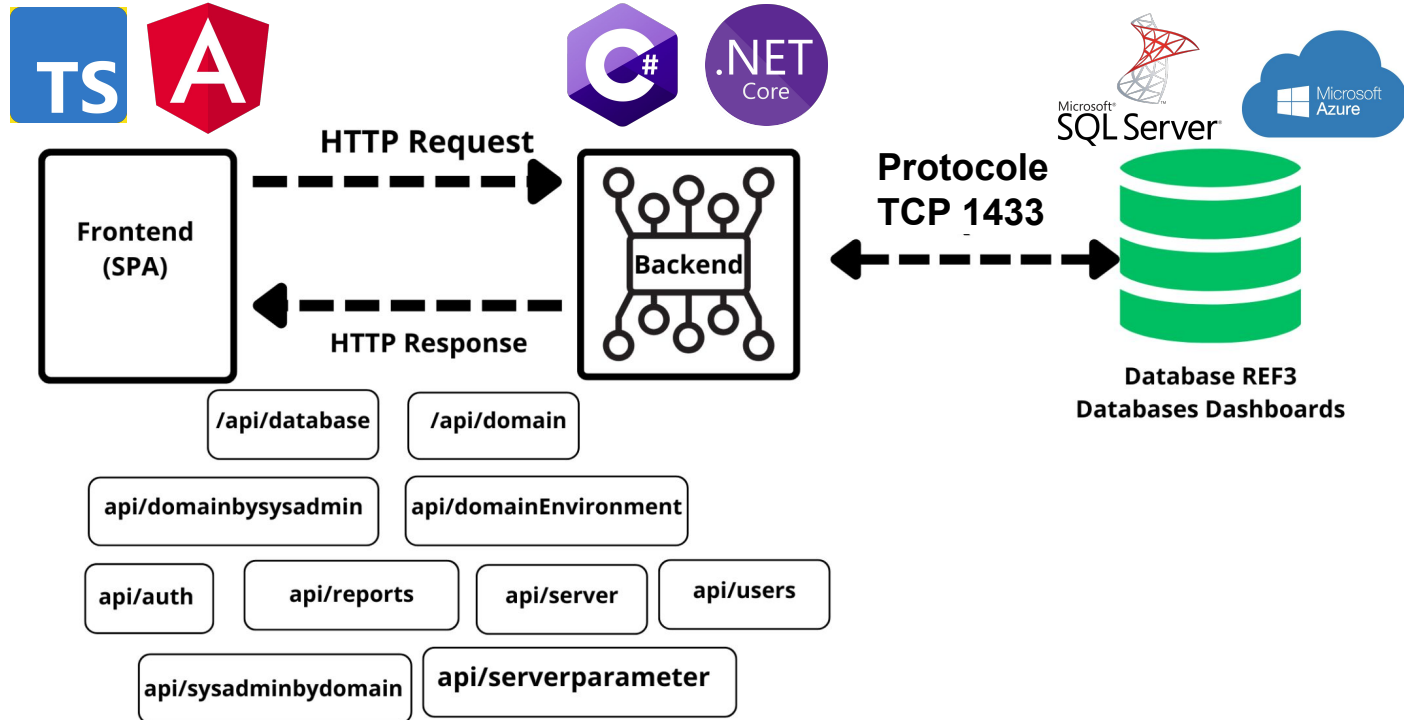 TS
A
C#
.NET
Core
Microsoft®
SQL Server®
Microsoft
Azure
HTTP Request
Protocole
TCP 1433
Frontend
(SPA)
Backend
HTTP Response
Database REF3
Databases Dashboards
/api/database
/api/domain
api/domainbysysadmin
api/domainEnvironment
api/auth
api/reports
api/server
api/users
api/sysadminbydomain
api/serverparameter